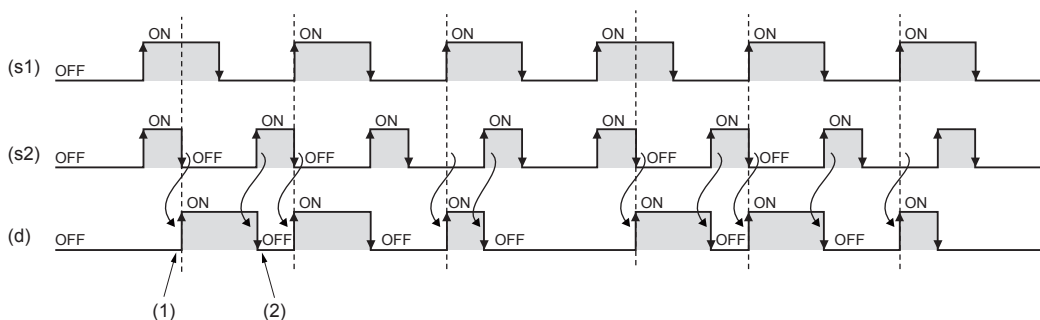 ON ON ON ON ON ON
(s1) OFF
ON ON ON ON ON ON ON ON
(s2) OFF OFF OFF OFF OFF
ON ON ON ON ON ON
(d) OFF OFF OFF OFF OFF OFF
(1) (2)